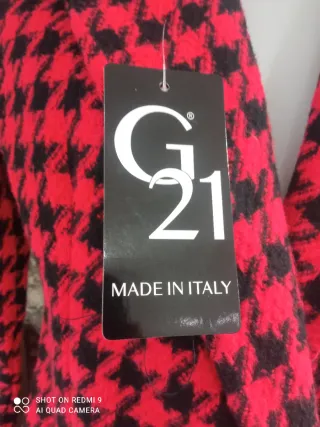 G®
21
MADE IN ITALY
SHOT ON REDMI 9
AI QUAD CAMERA